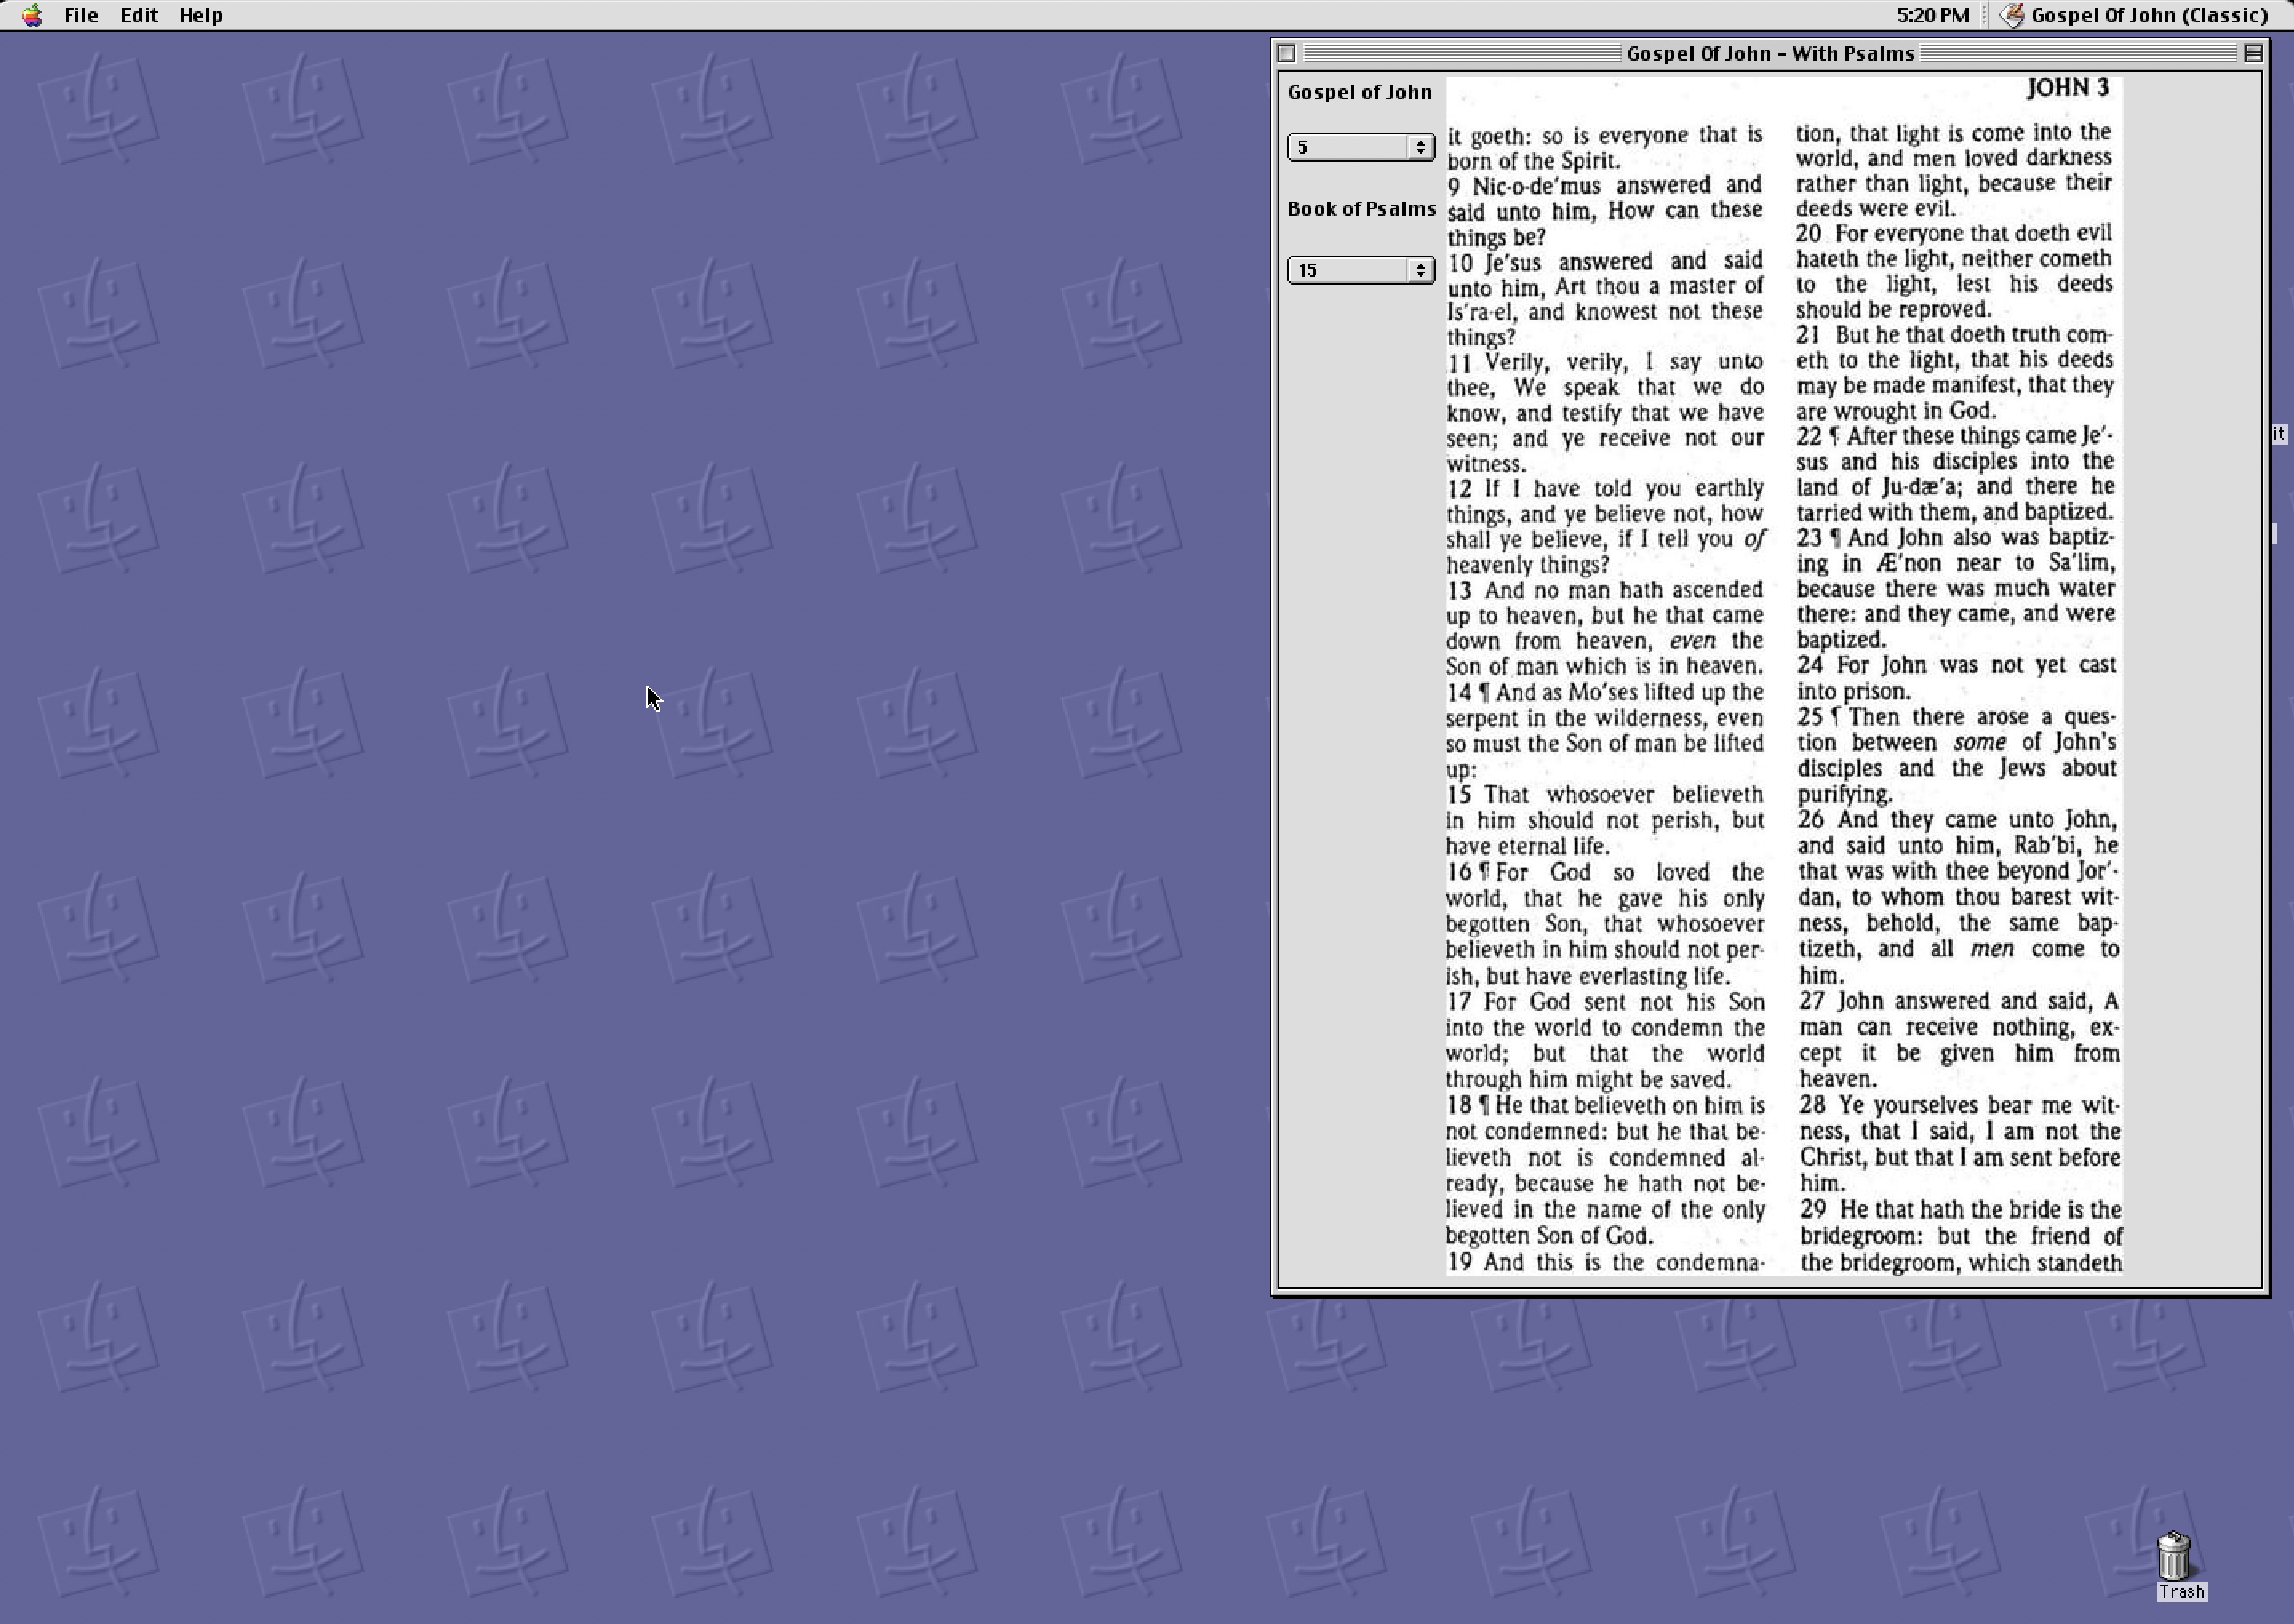 File Edit Help
5:20 PM
Gospel Of John (Classic)
Gospel Of John - With Psalms
Gospel of John
5
Book of Psalms
15
JOHN 3
it goeth: so is everyone that is
born of the Spirit.
9 Nic·o·de'mus answered and
said unto him, How can these
things be?
10 Je'sus answered and said
unto him, Art thou a master of
Is'ra·el, and knowest not these
things?
11 Verily, verily, I say unto
thee, We speak that we do
know, and testify that we have
seen; and ye receive not our
witness.
12 If I have told you earthly
things, and ye believe not, how
shall ye believe, if I tell you of
heavenly things?
13 And no man hath ascended
up to heaven, but he that came
down from heaven, even the
Son of man which is in heaven.
14 ¶ And as Mo'ses lifted up the
serpent in the wilderness, even
so must the Son of man be lifted
up:
15 That whosoever believeth
in him should not perish, but
have eternal life.
16 ¶ For God so loved the
world, that he gave his only
begotten Son, that whosoever
believeth in him should not per-
ish, but have everlasting life.
17 For God sent not his Son
into the world to condemn the
world; but that the world
through him might be saved.
18 ¶ He that believeth on him is
not condemned: but he that be-
lieveth not is condemned al-
ready, because he hath not be-
lieved in the name of the only
begotten Son of God.
19 And this is the condemna-
tion, that light is come into the
world, and men loved darkness
rather than light, because their
deeds were evil.
20 For everyone that doeth evil
hateth the light, neither cometh
to the light, lest his deeds
should be reproved.
21 But he that doeth truth com-
eth to the light, that his deeds
may be made manifest, that they
are wrought in God.
22 ¶ After these things came Je'-
sus and his disciples into the
land of Ju·dæ'a; and there he
tarried with them, and baptized.
23 ¶ And John also was baptiz-
ing in Æ'non near to Sa'lim,
because there was much water
there: and they came, and were
baptized.
24 For John was not yet cast
into prison.
25 ¶ Then there arose a ques-
tion between some of John's
disciples and the Jews about
purifying.
26 And they came unto John,
and said unto him, Rab'bi, he
that was with thee beyond Jor'-
dan, to whom thou barest wit-
ness, behold, the same bap-
tizeth, and all men come to
him.
27 John answered and said, A
man can receive nothing, ex-
cept it be given him from
heaven.
28 Ye yourselves bear me wit-
ness, that I said, I am not the
Christ, but that I am sent before
him.
29 He that hath the bride is the
bridegroom: but the friend of
the bridegroom, which standeth
it
Trash